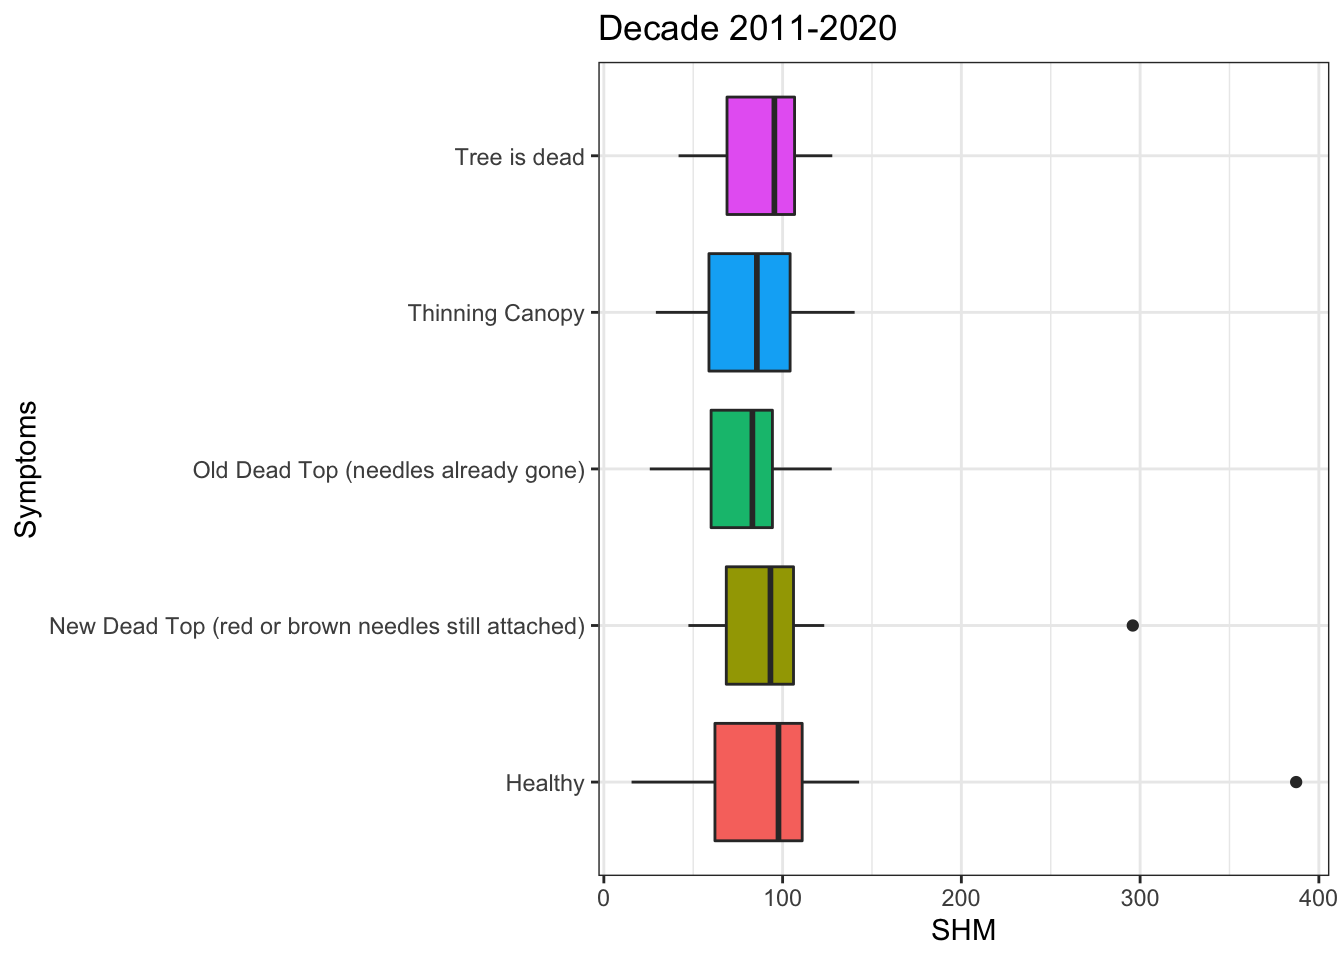 Decade 2011-2020
Symptoms
Tree is dead
Thinning Canopy
Old Dead Top (needles already gone)
New Dead Top (red or brown needles still attached)
Healthy
0 100 200 300 400
SHM